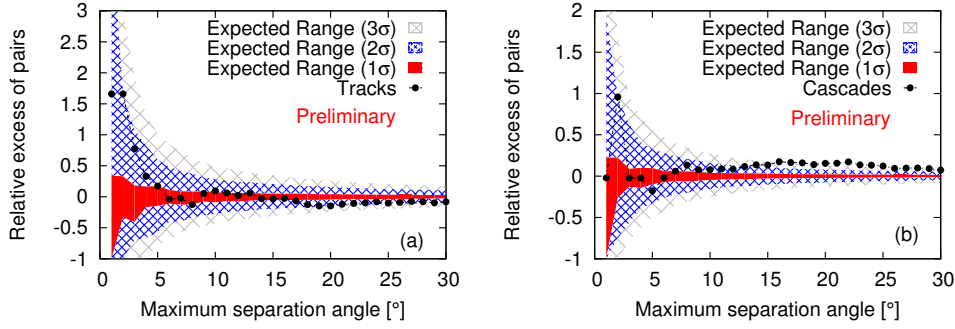 3
2.5
2
1.5
1
0.5
0
-0.5
-1
Relative excess of pairs
Expected Range (3σ)
Expected Range (2σ)
Expected Range (1σ)
Tracks
Preliminary
(a)
0 5 10 15 20 25 30
Maximum separation angle [°]
2
1.5
1
0.5
0
-0.5
-1
Relative excess of pairs
Expected Range (3σ)
Expected Range (2σ)
Expected Range (1σ)
Cascades
Preliminary
(b)
0 5 10 15 20 25 30
Maximum separation angle [°]